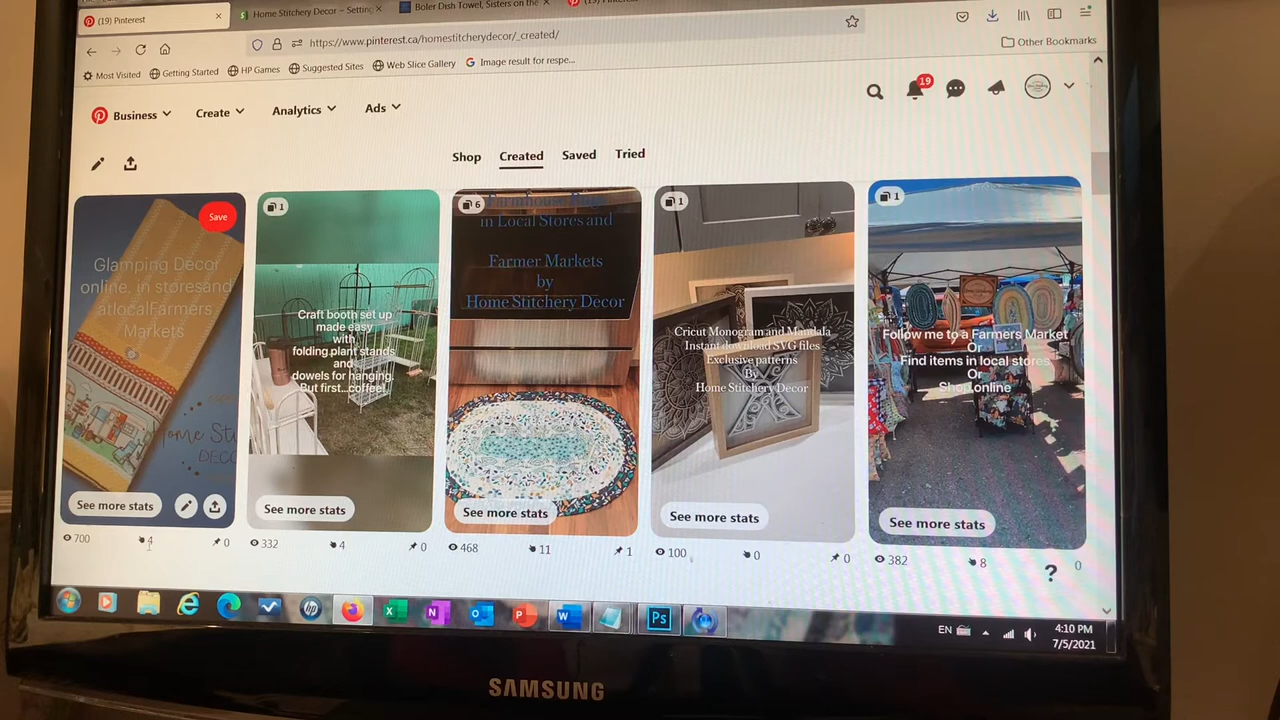 (19) Pinterest
Home Stitchery Decor – Setting
Boler Dish Towel, Sisters on the
https://www.pinterest.ca/homestitcherydecor/_created/
Other Bookmarks
Most Visited Getting Started HP Games Suggested Sites Web Slice Gallery Image result for respe...
19
Business Create Analytics Ads
Shop Created Saved Tried
Save
Glamping Decor
online, in storesand
atlocalFarmers
Markets
See more stats
700 4 0
1
Craft booth set up
made easy
with
folding plant stands
and
dowels for hanging.
But first...coffee!
See more stats
332 4 0
6
Farmhouse Rugs
in Local Stores and
Farmer Markets
by
Home Stitchery Décor
See more stats
468 11 1
1
Cricut Monogram and Mandala
Instant download SVG files
Exclusive patterns
By
Home Stitchery Decor
See more stats
100 0 0
1
Follow me to a Farmers Market
Or
Find items in local stores
Or
Shop online
See more stats
382 8 0
?
EN
4:10 PM
7/5/2021
hp
Ps
SAMSUNG